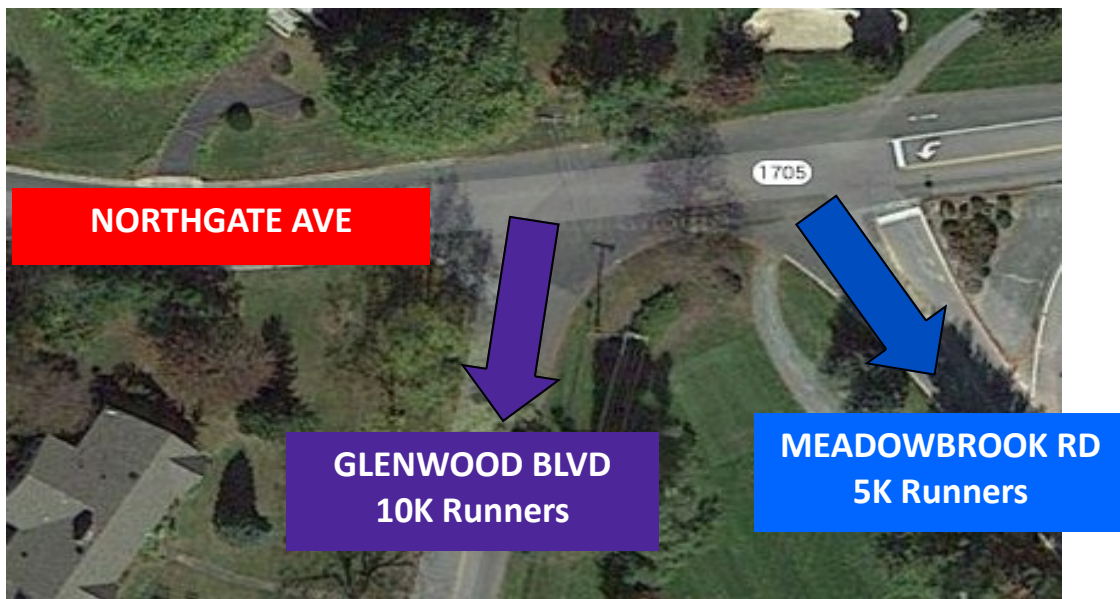 1705
NORTHGATE AVE
GLENWOOD BLVD
10K Runners
MEADOWBROOK RD
5K Runners